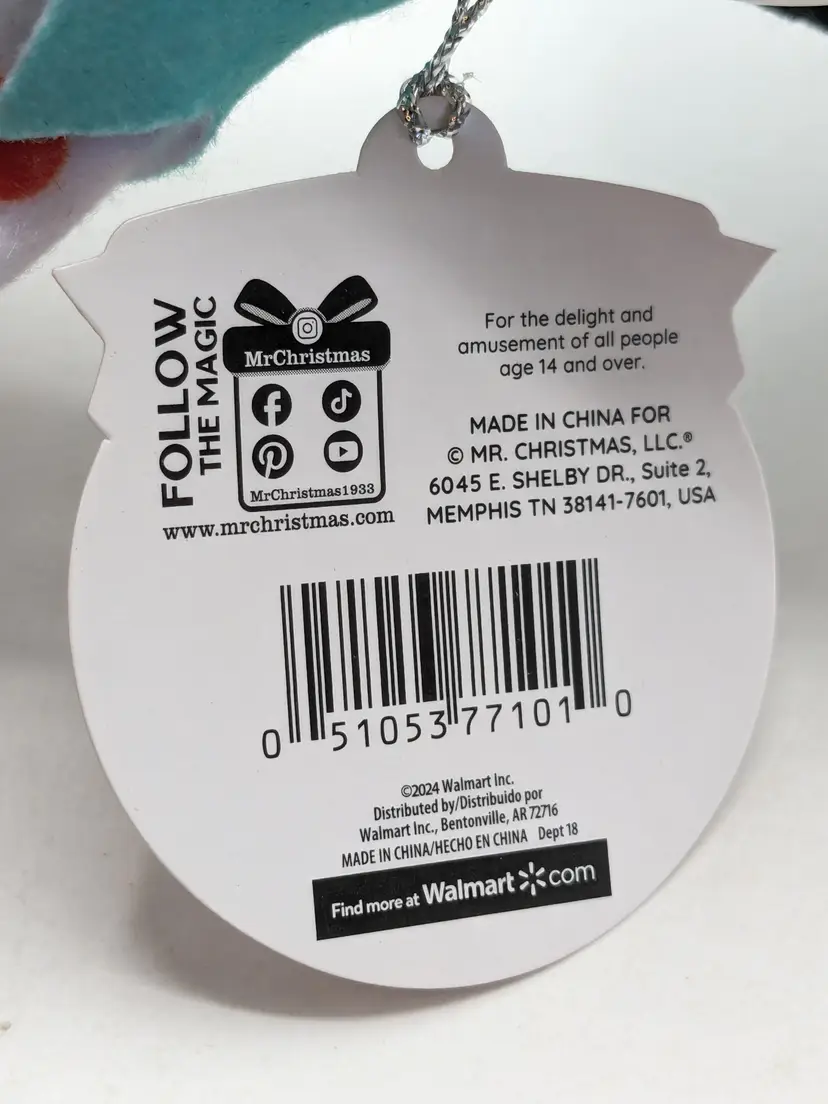 FOLLOW
THE MAGIC
MrChristmas
MrChristmas1933
www.mrchristmas.com
For the delight and
amusement of all people
age 14 and over.
MADE IN CHINA FOR
© MR. CHRISTMAS, LLC.®
6045 E. SHELBY DR., Suite 2,
MEMPHIS TN 38141-7601, USA
0 51053 77101 0
©2024 Walmart Inc.
Distributed by/Distribuido por
Walmart Inc., Bentonville, AR 72716
MADE IN CHINA/HECHO EN CHINA Dept 18
Find more at Walmart.com